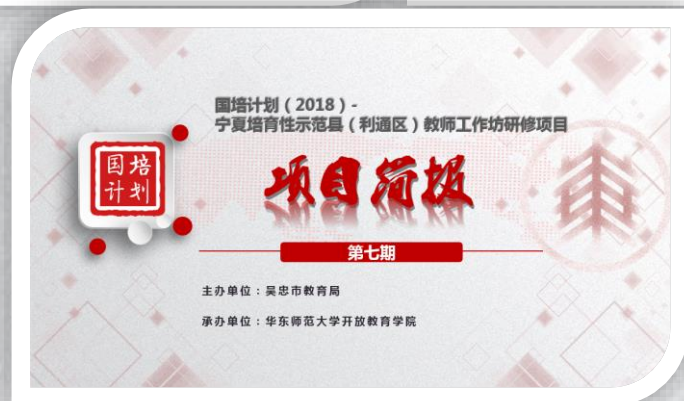 国培计划（2018）-
宁夏培育性示范县（利通区）教师工作坊研修项目
国培
计划
项目简报
第七期
主办单位：吴忠市教育局
承办单位：华东师范大学开放教育学院